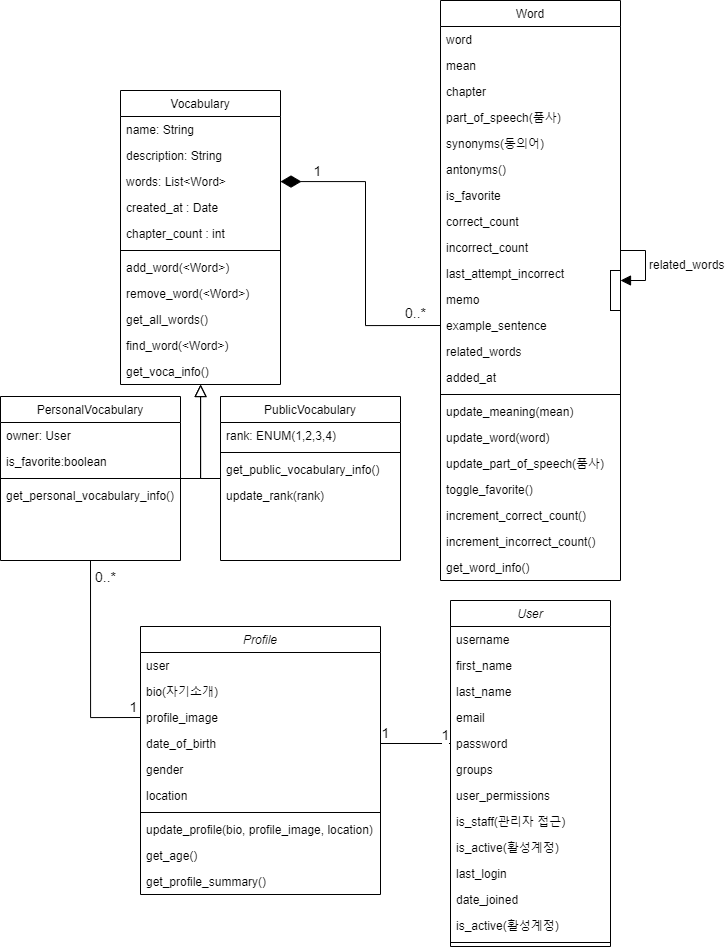 Word
word
mean
chapter
part_of_speech(품사)
synonyms(동의어)
antonyms()
is_favorite
correct_count
incorrect_count
last_attempt_incorrect
memo
example_sentence
related_words
added_at
update_meaning(mean)
update_word(word)
update_part_of_speech(품사)
toggle_favorite()
increment_correct_count()
increment_incorrect_count()
get_word_info()
related_words
Vocabulary
name: String
description: String
words: List<Word>
created_at : Date
chapter_count : int
add_word(<Word>)
remove_word(<Word>)
get_all_words()
find_word(<Word>)
get_voca_info()
1
0..*
PersonalVocabulary
owner: User
is_favorite:boolean
get_personal_vocabulary_info()
PublicVocabulary
rank: ENUM(1,2,3,4)
get_public_vocabulary_info()
update_rank(rank)
0..*
1
Profile
user
bio(자기소개)
profile_image
date_of_birth
gender
location
update_profile(bio, profile_image, location)
get_age()
get_profile_summary()
1
1
User
username
first_name
last_name
email
password
groups
user_permissions
is_staff(관리자 접근)
is_active(활성계정)
last_login
date_joined
is_active(활성계정)